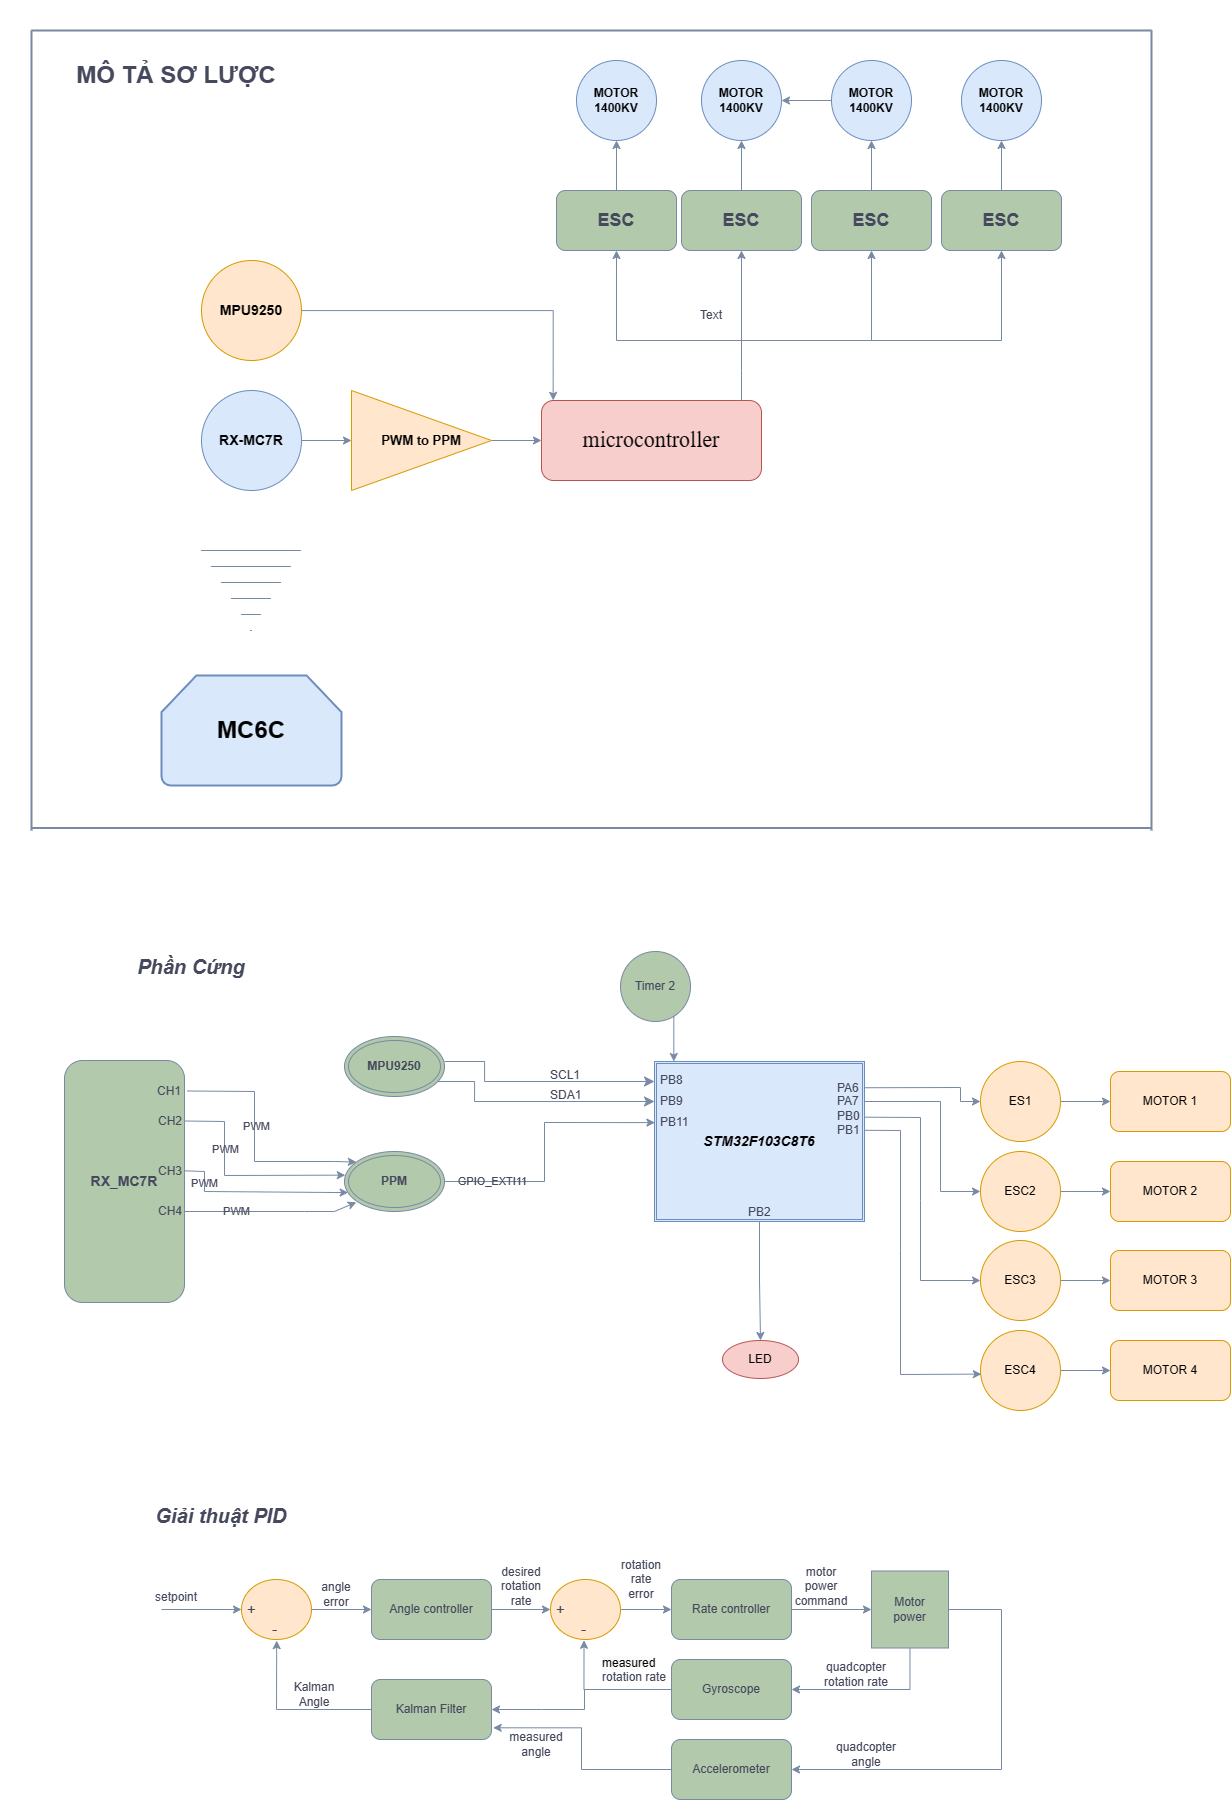 MÔ TẢ SƠ LƯỢC
MOTOR
1400KV
MOTOR
1400KV
MOTOR
1400KV
MOTOR
1400KV
ESC
ESC
ESC
ESC
MPU9250
Text
RX-MC7R
PWM to PPM
microcontroller
MC6C
Phần Cứng
Timer 2
MPU9250
SCL1
SDA1
PB8
PB9
PB11
PA6
PA7
PB0
PB1
STM32F103C8T6
PB2
CH1
CH2
CH3
CH4
RX_MC7R
PWM
PWM
PWM
PWM
PPM
GPIO_EXTI11
ES1
MOTOR 1
ESC2
MOTOR 2
ESC3
MOTOR 3
ESC4
MOTOR 4
LED
Giải thuật PID
setpoint
+
-
angle
error
Angle controller
desired
rotation
rate
+
-
rotation
rate
error
Rate controller
motor
power
command
Motor
power
Kalman
Angle
Kalman Filter
measured
rotation rate
Gyroscope
quadcopter
rotation rate
measured
angle
Accelerometer
quadcopter
angle